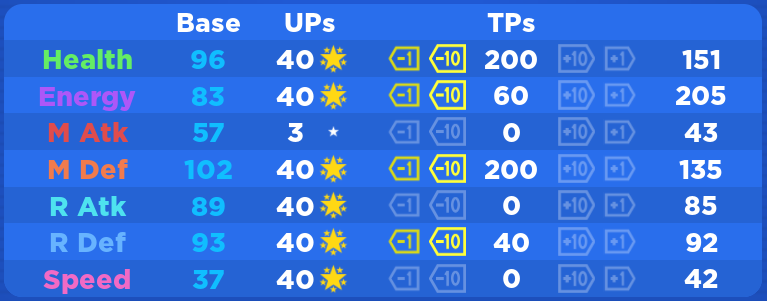 Base UPs TPs
Health 96 40 -1 -10 200 +10 +1 151
Energy 83 40 -1 -10 60 +10 +1 205
M Atk 57 3 -1 -10 0 +10 +1 43
M Def 102 40 -1 -10 200 +10 +1 135
R Atk 89 40 -1 -10 0 +10 +1 85
R Def 93 40 -1 -10 40 +10 +1 92
Speed 37 40 -1 -10 0 +10 +1 42